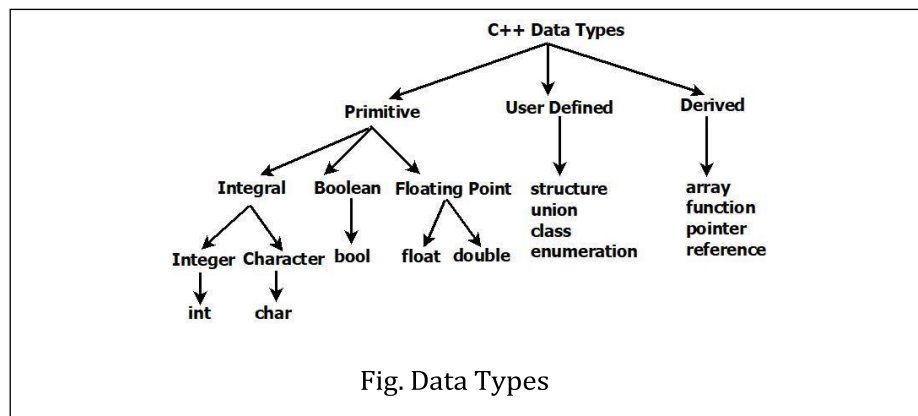 C++ Data Types
Primitive User Defined Derived
Integral Boolean Floating Point
structure
union
class
enumeration
array
function
pointer
reference
Integer Character bool float double
int char
Fig. Data Types